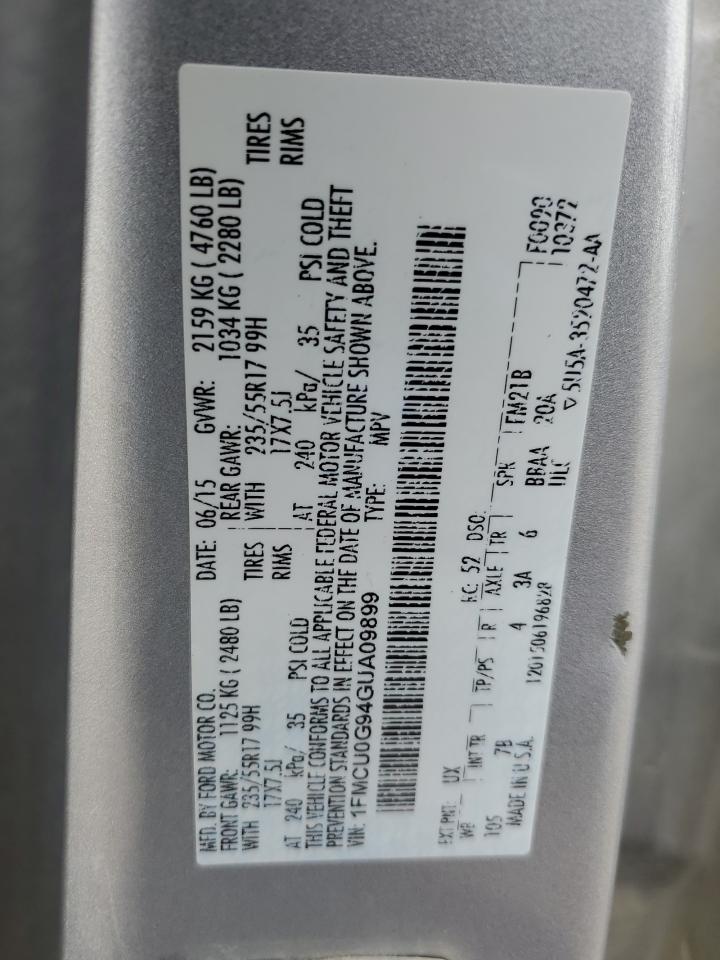 MFD. BY FORD MOTOR CO. DATE: 06/15 GVWR: 2159 KG ( 4760 LB)
FRONT GAWR: 1125 KG ( 2480 LB) REAR GAWR: 1034 KG ( 2280 LB)
WITH 235/55R17 99H TIRES WITH 235/55R17 99H TIRES
17X7.5J RIMS 17X7.5J RIMS
AT 240 kPa/ 35 PSI COLD AT 240 kPa/ 35 PSI COLD
THIS VEHICLE CONFORMS TO ALL APPLICABLE FEDERAL MOTOR VEHICLE SAFETY AND THEFT
PREVENTION STANDARDS IN EFFECT ON THE DATE OF MANUFACTURE SHOWN ABOVE.
VIN: 1FMCU0G94GUA09899 TYPE: MPV
EXT PNT: UX RC: 52 DSO: F0090
WB INT TR TP/PS R AXLE TR SPR FM21B 10372
105 7B 4 3A 6 BBAA 20A
MADE IN U.S.A. ULC
1201506196828 5U5A-3520472-AA